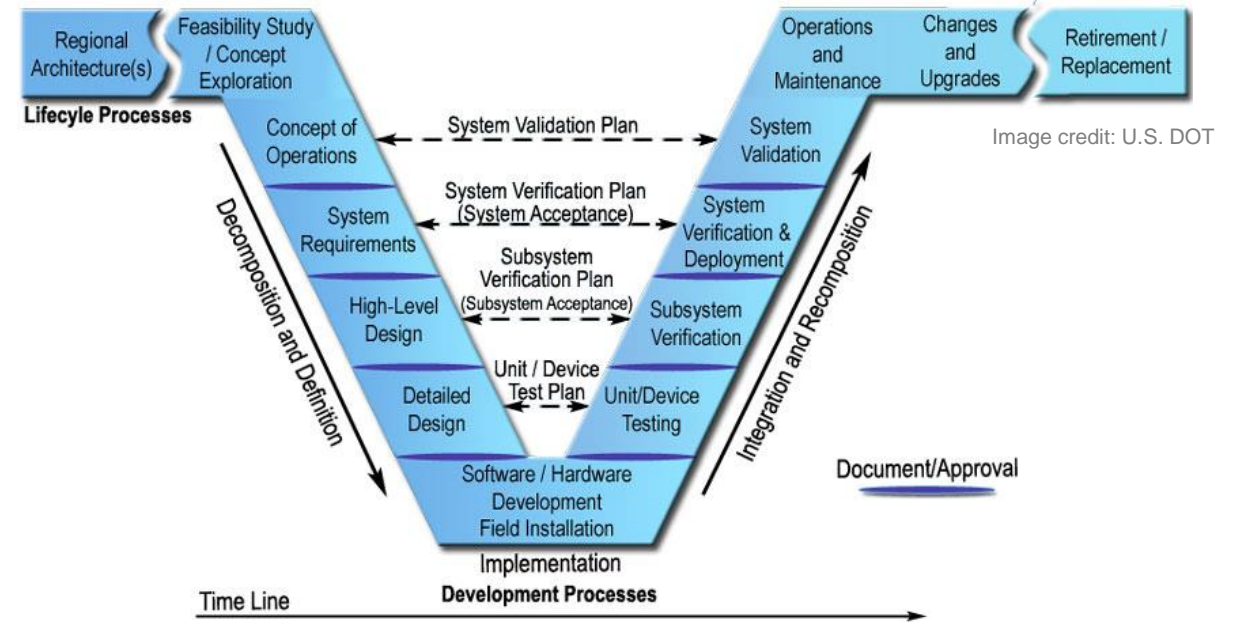 Regional
Architecture(s)
Feasibility Study
/ Concept
Exploration
Operations
and
Maintenance
Changes
and
Upgrades
Retirement /
Replacement
Lifecyle Processes
Image credit: U.S. DOT
Concept of
Operations
System Validation Plan
System
Validation
System
Requirements
System Verification Plan
(System Acceptance)
System
Verification &
Deployment
High-Level
Design
Subsystem
Verification Plan
(Subsystem Acceptance)
Subsystem
Verification
Detailed
Design
Unit / Device
Test Plan
Unit/Device
Testing
Decomposition and Definition
Integration and Recomposition
Software / Hardware
Development
Field Installation
Document/Approval
Implementation
Development Processes
Time Line